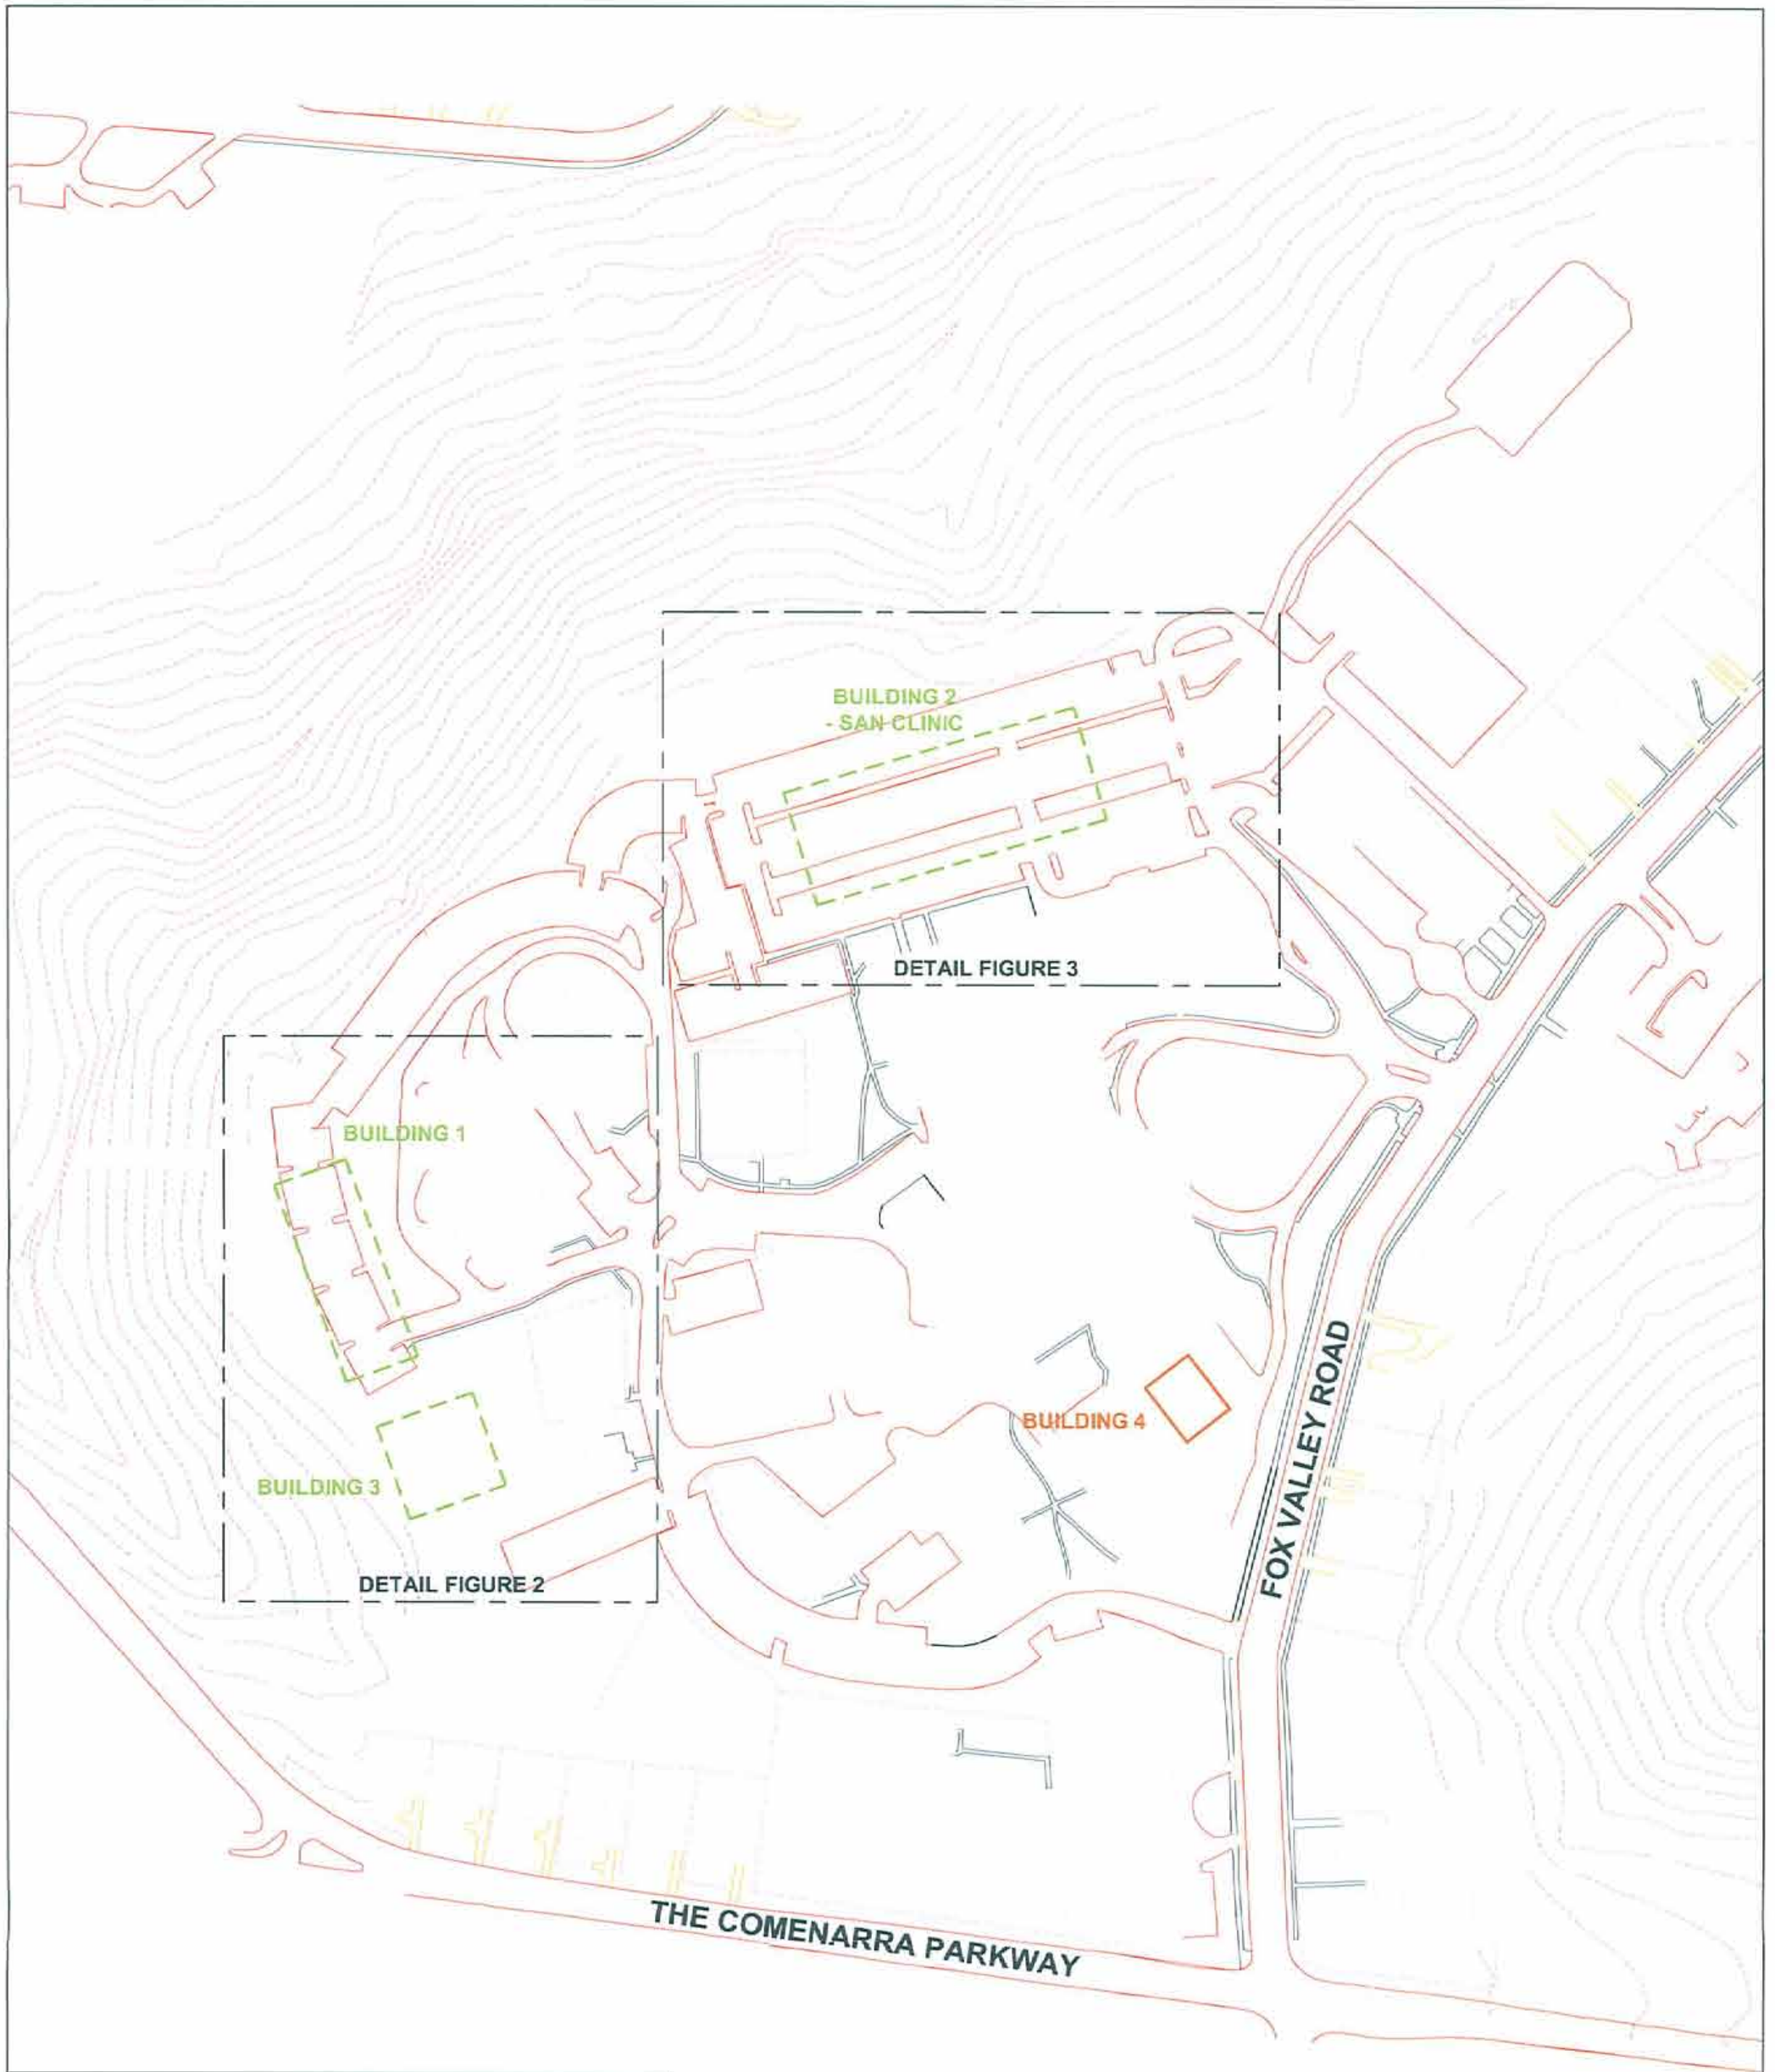 BUILDING 2
- SAN CLINIC
DETAIL FIGURE 3
BUILDING 1
BUILDING 4
BUILDING 3
DETAIL FIGURE 2
FOX VALLEY ROAD
THE COMENARRA PARKWAY